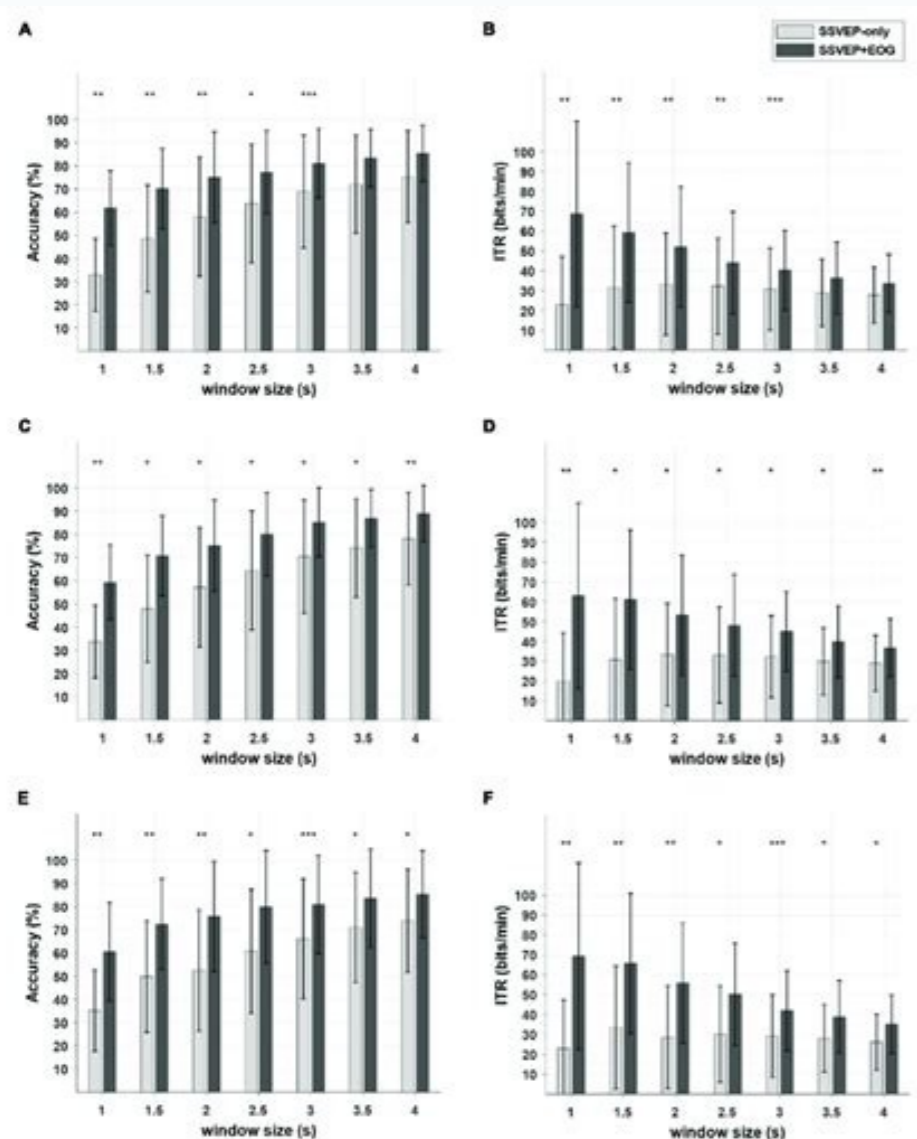 A
B
SSVEP-only
SSVEP+EOG
** ** ** * ***
100
90
80
70
60
50
40
30
20
10
Accuracy (%)
1 1.5 2 2.5 3 3.5 4
window size (s)
** ** ** ** ***
100
90
80
70
60
50
40
30
20
10
ITR (bits/min)
1 1.5 2 2.5 3 3.5 4
window size (s)
C
D
** * * * * * **
100
90
80
70
60
50
40
30
20
10
Accuracy (%)
1 1.5 2 2.5 3 3.5 4
window size (s)
** * * * * * **
100
90
80
70
60
50
40
30
20
10
ITR (bits/min)
1 1.5 2 2.5 3 3.5 4
window size (s)
E
F
** ** ** * *** * *
100
90
80
70
60
50
40
30
20
10
Accuracy (%)
1 1.5 2 2.5 3 3.5 4
window size (s)
** ** ** * *** * *
100
90
80
70
60
50
40
30
20
10
ITR (bits/min)
1 1.5 2 2.5 3 3.5 4
window size (s)